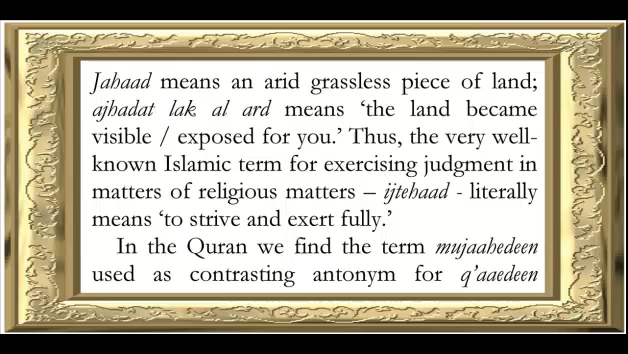 Jahaad means an arid grassless piece of land;
ajhadat lak al ard means ‘the land became
visible / exposed for you.’ Thus, the very well-
known Islamic term for exercising judgment in
matters of religious matters – ijtehaad - literally
means ‘to strive and exert fully.’
In the Quran we find the term mujaahedeen
used as contrasting antonym for q’aaedeen